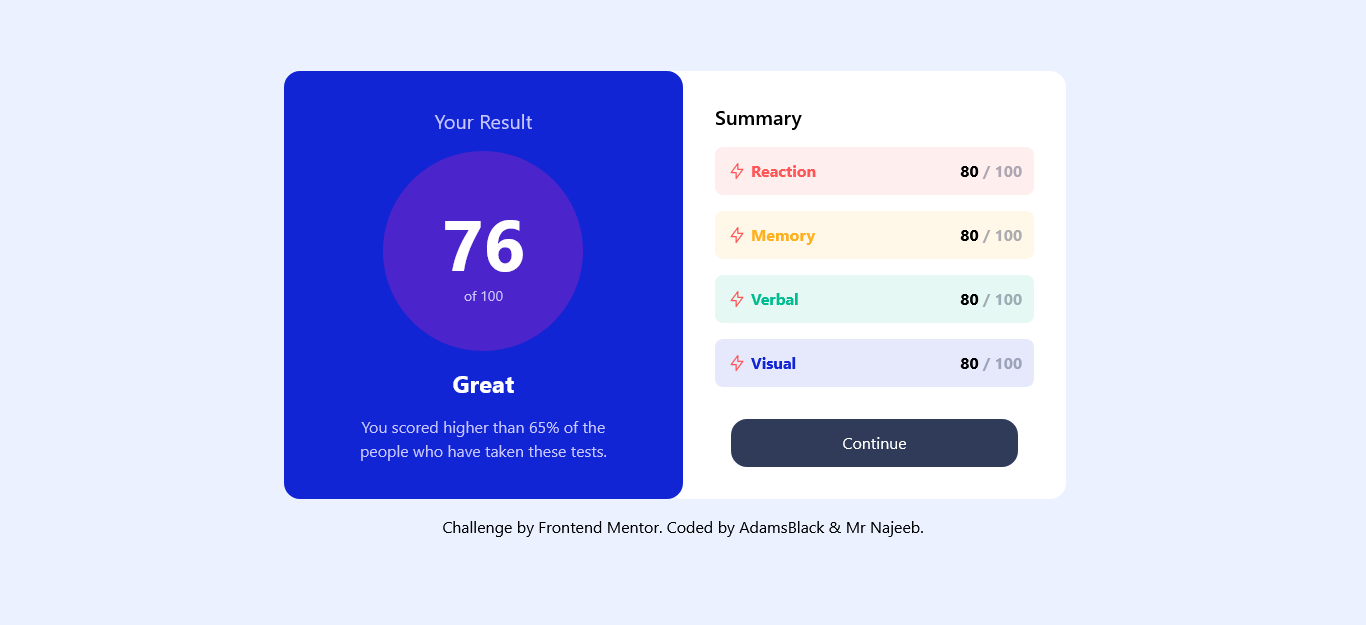 Your Result
76
of 100
Great
You scored higher than 65% of the
people who have taken these tests.
Summary
Reaction 80 / 100
Memory 80 / 100
Verbal 80 / 100
Visual 80 / 100
Continue
Challenge by Frontend Mentor. Coded by AdamsBlack & Mr Najeeb.